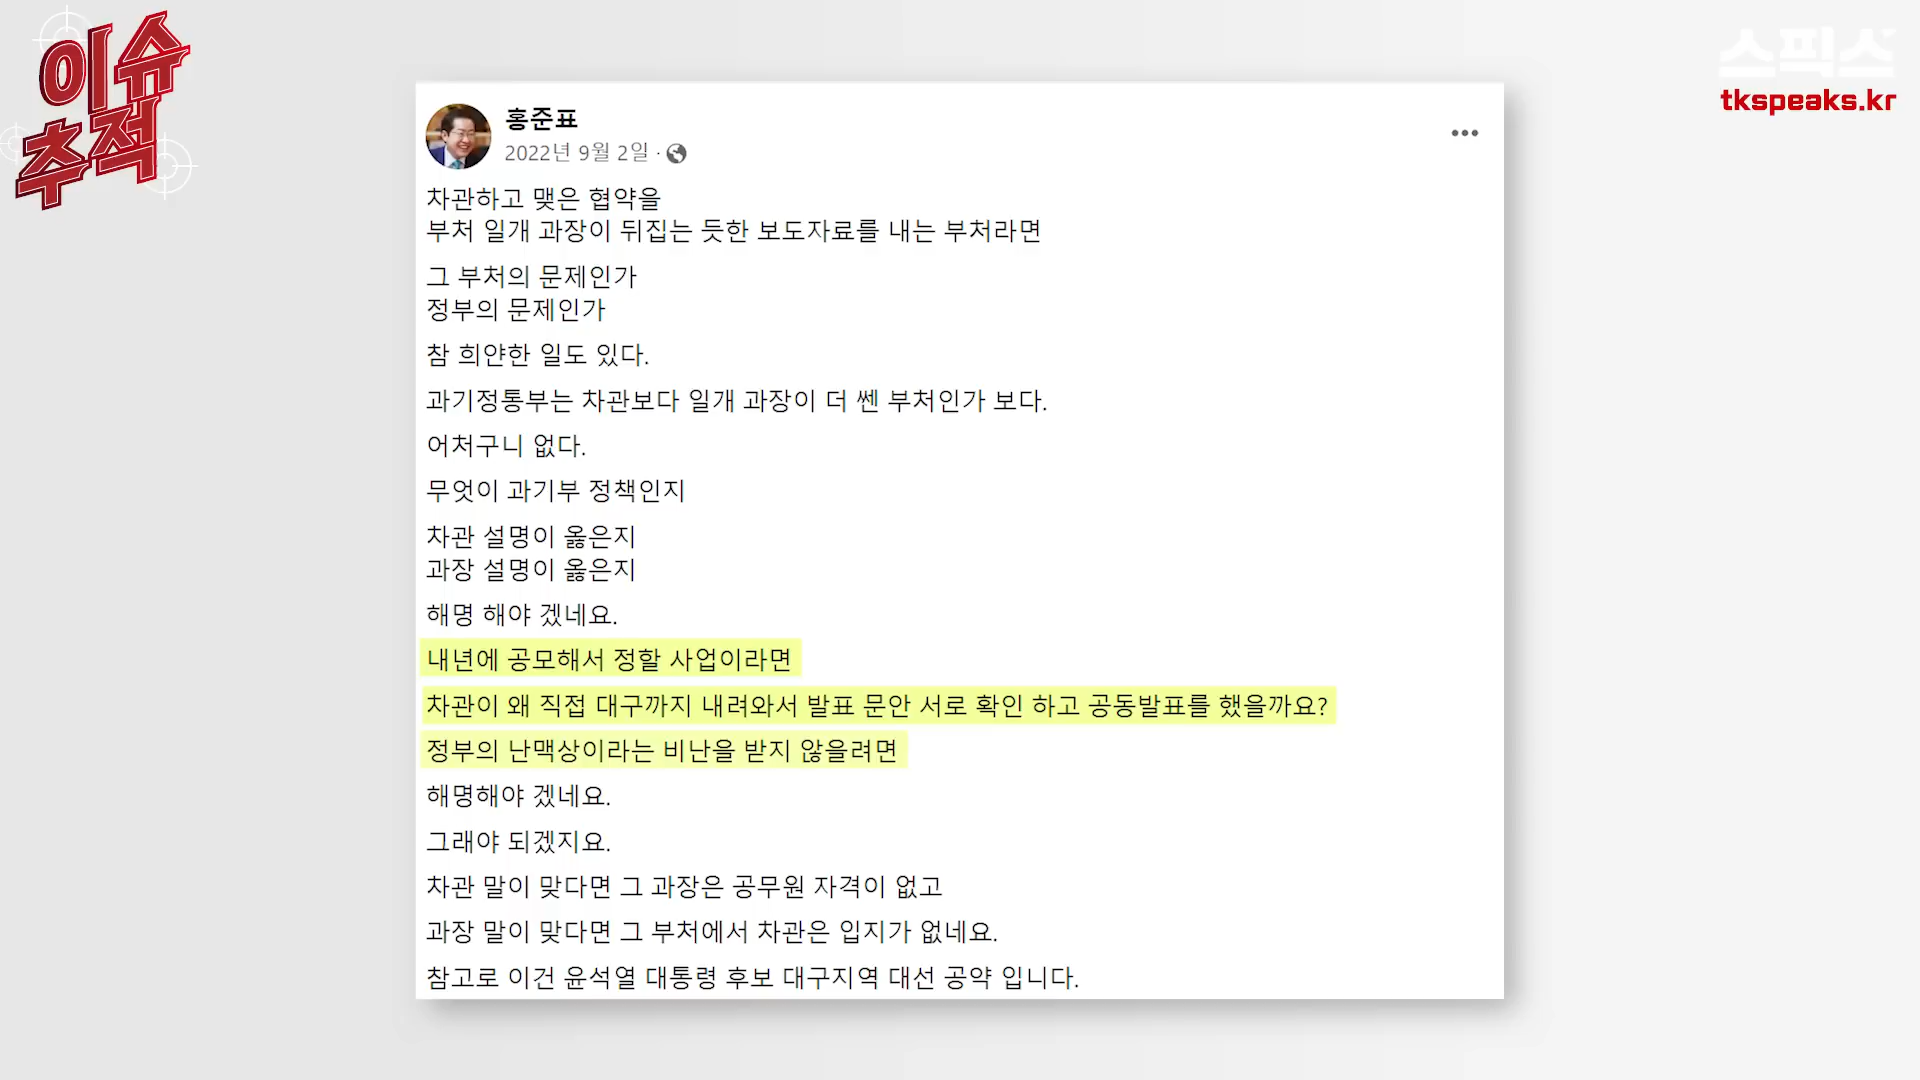 이슈
추적
스픽스
tkspeaks.kr
홍준표
2022년 9월 2일 ·
차관하고 맺은 협약을
부처 일개 과장이 뒤집는 듯한 보도자료를 내는 부처라면
그 부처의 문제인가
정부의 문제인가
참 희얀한 일도 있다.
과기정통부는 차관보다 일개 과장이 더 쎈 부처인가 보다.
어처구니 없다.
무엇이 과기부 정책인지
차관 설명이 옳은지
과장 설명이 옳은지
해명 해야 겠네요.
내년에 공모해서 정할 사업이라면
차관이 왜 직접 대구까지 내려와서 발표 문안 서로 확인 하고 공동발표를 했을까요?
정부의 난맥상이라는 비난을 받지 않을려면
해명해야 겠네요.
그래야 되겠지요.
차관 말이 맞다면 그 과장은 공무원 자격이 없고
과장 말이 맞다면 그 부처에서 차관은 입지가 없네요.
참고로 이건 윤석열 대통령 후보 대구지역 대선 공약 입니다.